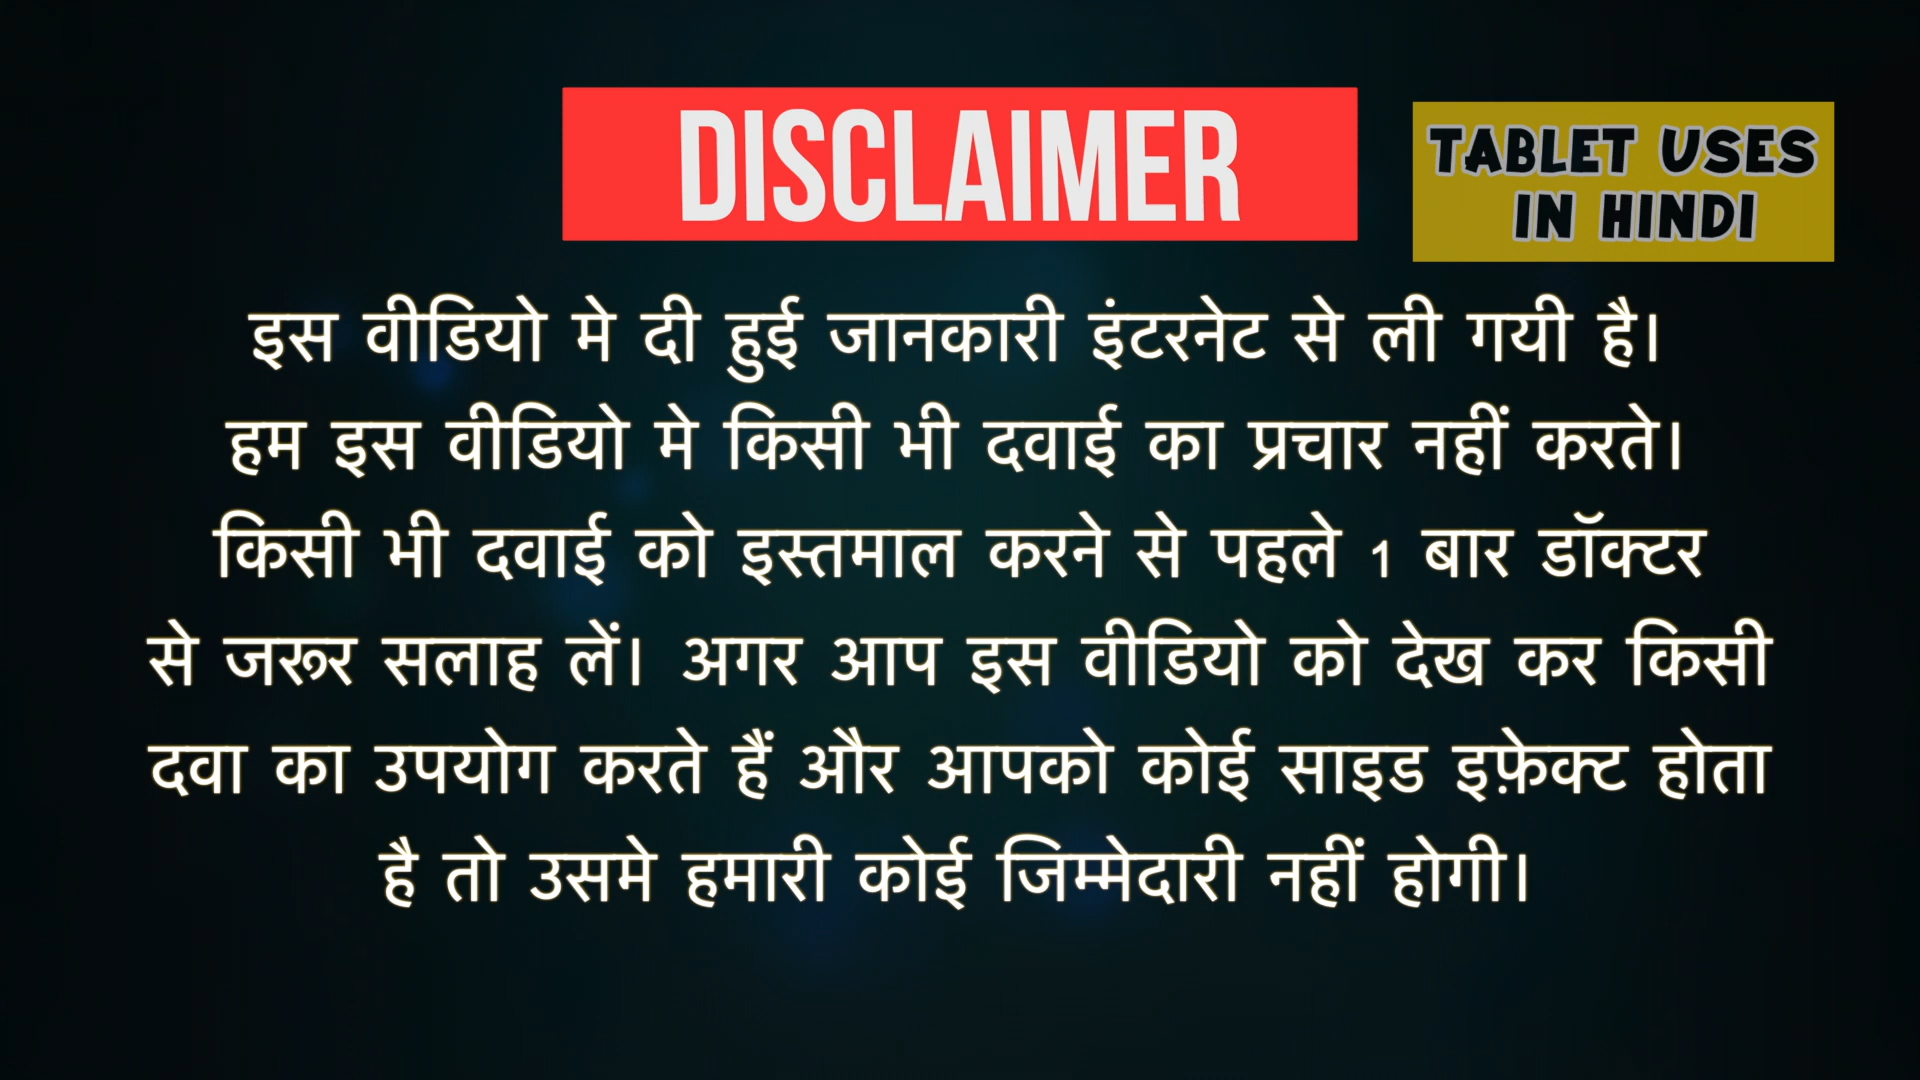 DISCLAIMER
TABLET USES
IN HINDI
इस वीडियो मे दी हुई जानकारी इंटरनेट से ली गयी है।
हम इस वीडियो मे किसी भी दवाई का प्रचार नहीं करते।
किसी भी दवाई को इस्तमाल करने से पहले 1 बार डॉक्टर
से जरूर सलाह लें। अगर आप इस वीडियो को देख कर किसी
दवा का उपयोग करते हैं और आपको कोई साइड इफ़ेक्ट होता
है तो उसमे हमारी कोई जिम्मेदारी नहीं होगी।